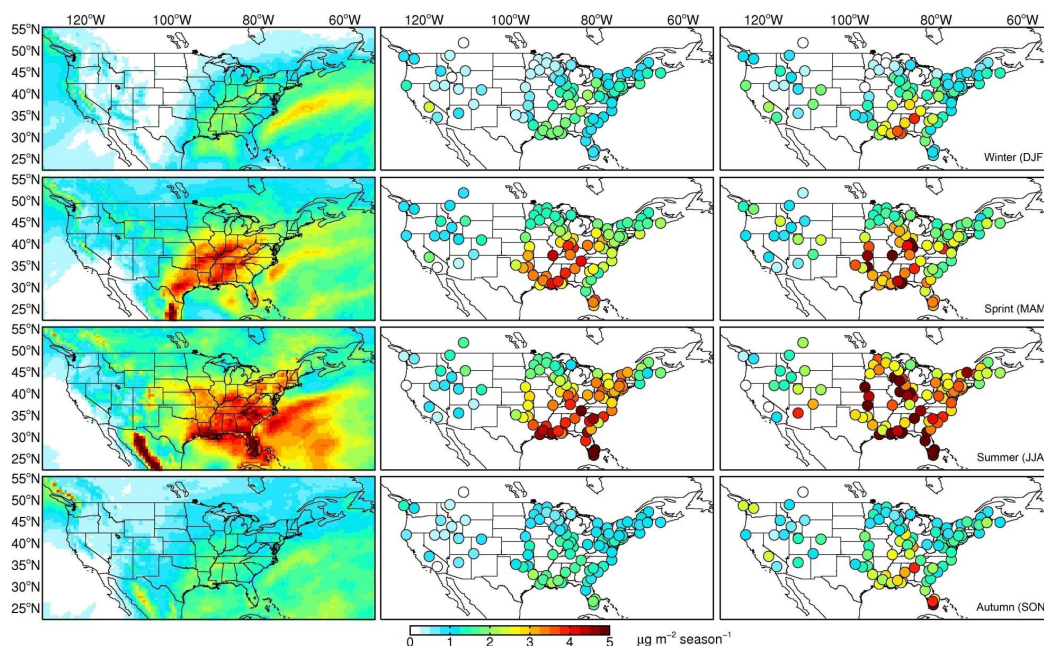 120°W 100°W 80°W 60°W 120°W 100°W 80°W 60°W 120°W 100°W 80°W 60°W
55°N
50°N
45°N
40°N
35°N
30°N
25°N
Winter (DJF
55°N
50°N
45°N
40°N
35°N
30°N
25°N
Sprint (MAM
55°N
50°N
45°N
40°N
35°N
30°N
25°N
Summer (JJA
55°N
50°N
45°N
40°N
35°N
30°N
25°N
Autumn (SON
0 1 2 3 4 5 µg m⁻² season⁻¹